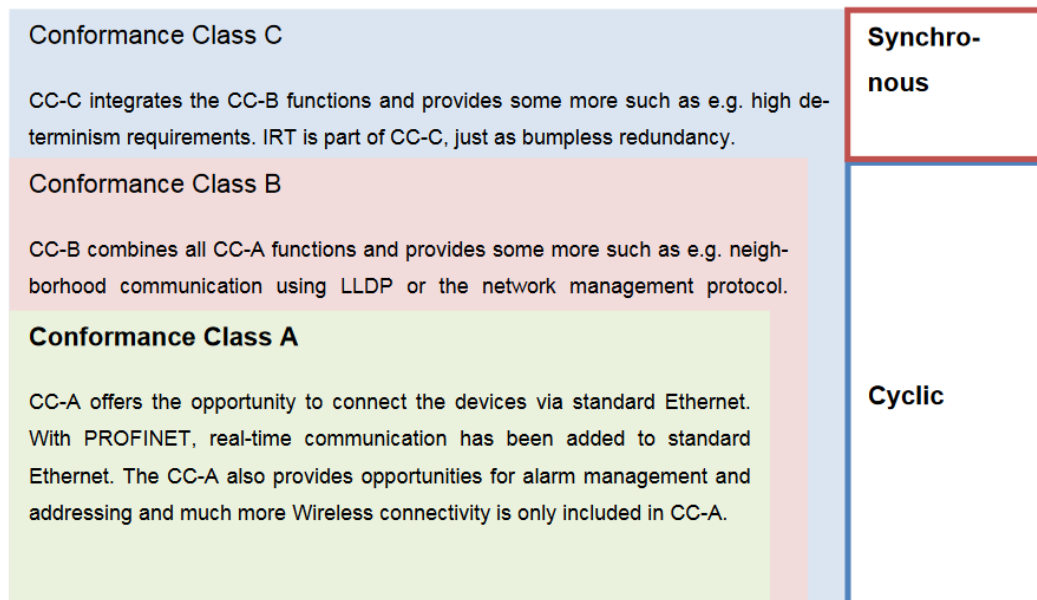 Conformance Class C
CC-C integrates the CC-B functions and provides some more such as e.g. high de-
terminism requirements. IRT is part of CC-C, just as bumpless redundancy.
Conformance Class B
CC-B combines all CC-A functions and provides some more such as e.g. neigh-
borhood communication using LLDP or the network management protocol.
Conformance Class A
CC-A offers the opportunity to connect the devices via standard Ethernet.
With PROFINET, real-time communication has been added to standard
Ethernet. The CC-A also provides opportunities for alarm management and
addressing and much more Wireless connectivity is only included in CC-A.
Synchro-
nous
Cyclic